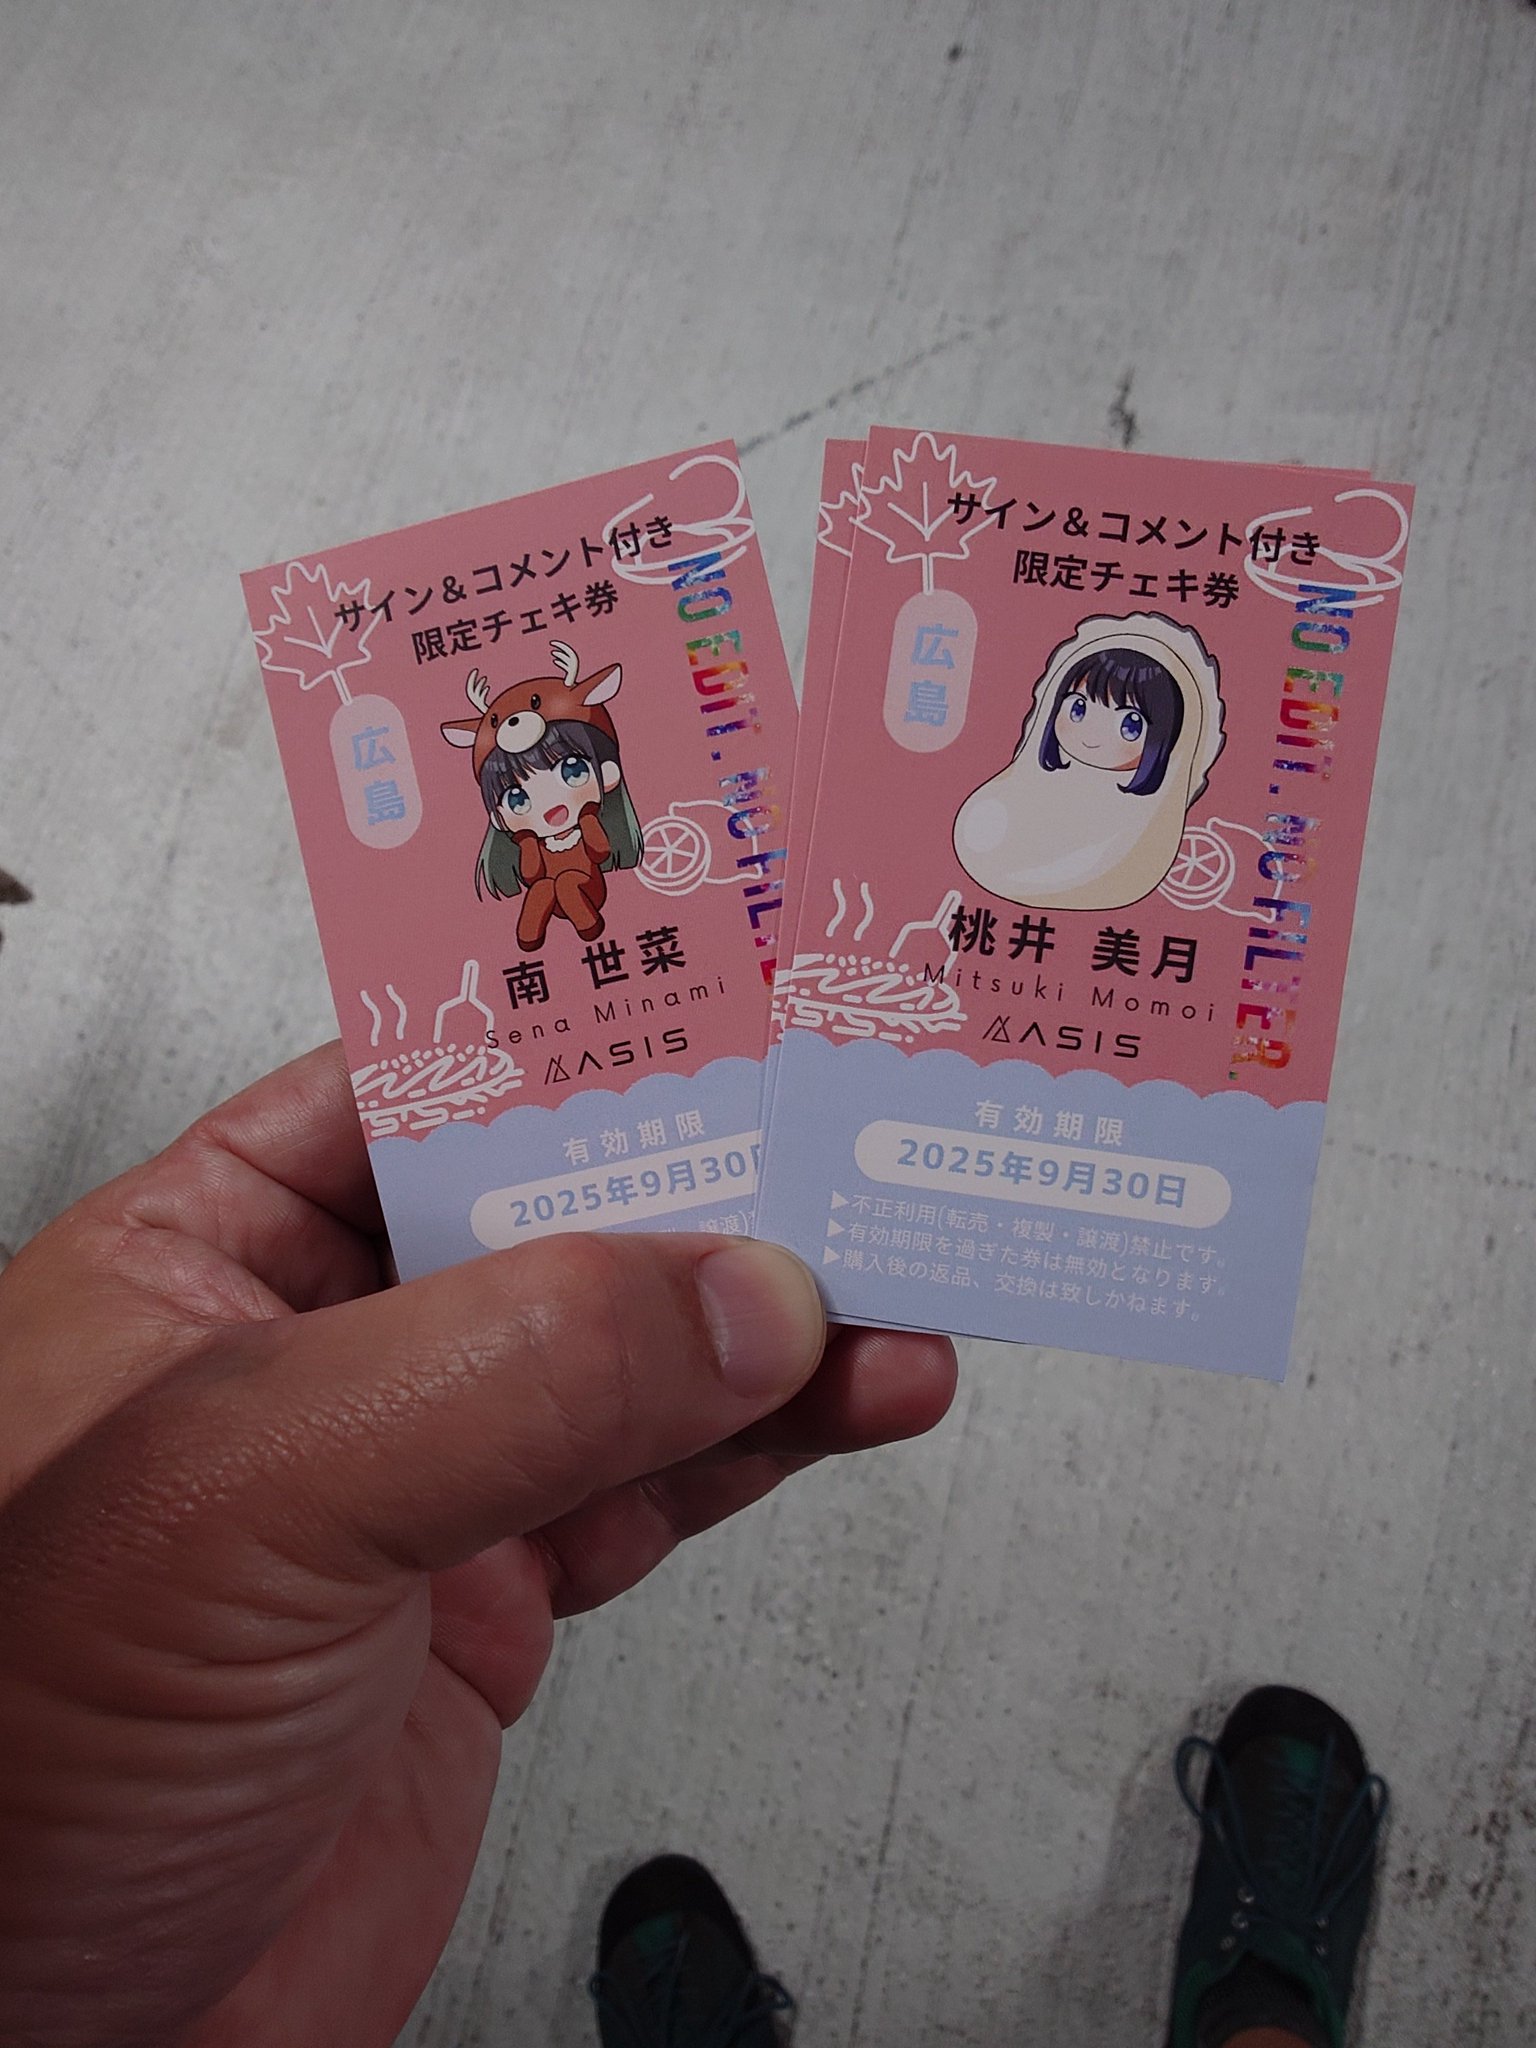 サイン＆コメント付き
限定チェキ券
広島
NO EDIT. NO FILTER
南 世菜
Sena Minami
ASIS
有効期限
2025年9月30日
譲渡)
サイン＆コメント付き
限定チェキ券
広島
NO EDIT. NO FILTER.
桃井 美月
Mitsuki Momoi
ASIS
有効期限
2025年9月30日
▶不正利用(転売・複製・譲渡)禁止です。
▶有効期限を過ぎた券は無効となります。
▶購入後の返品、交換は致しかねます。